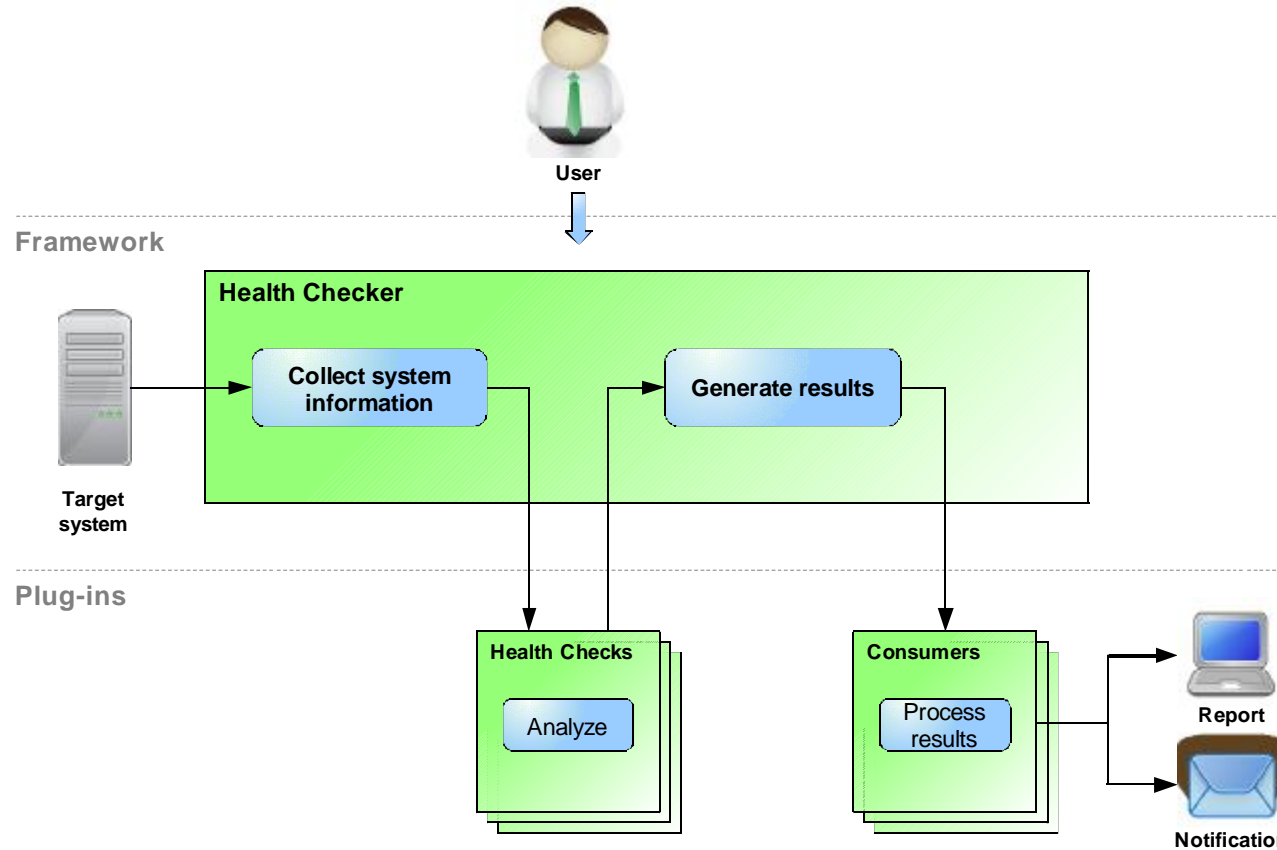 User
Framework
Health Checker
Collect system
information
Generate results
Target
system
Plug-ins
Health Checks
Analyze
Consumers
Process
results
Report
Notification